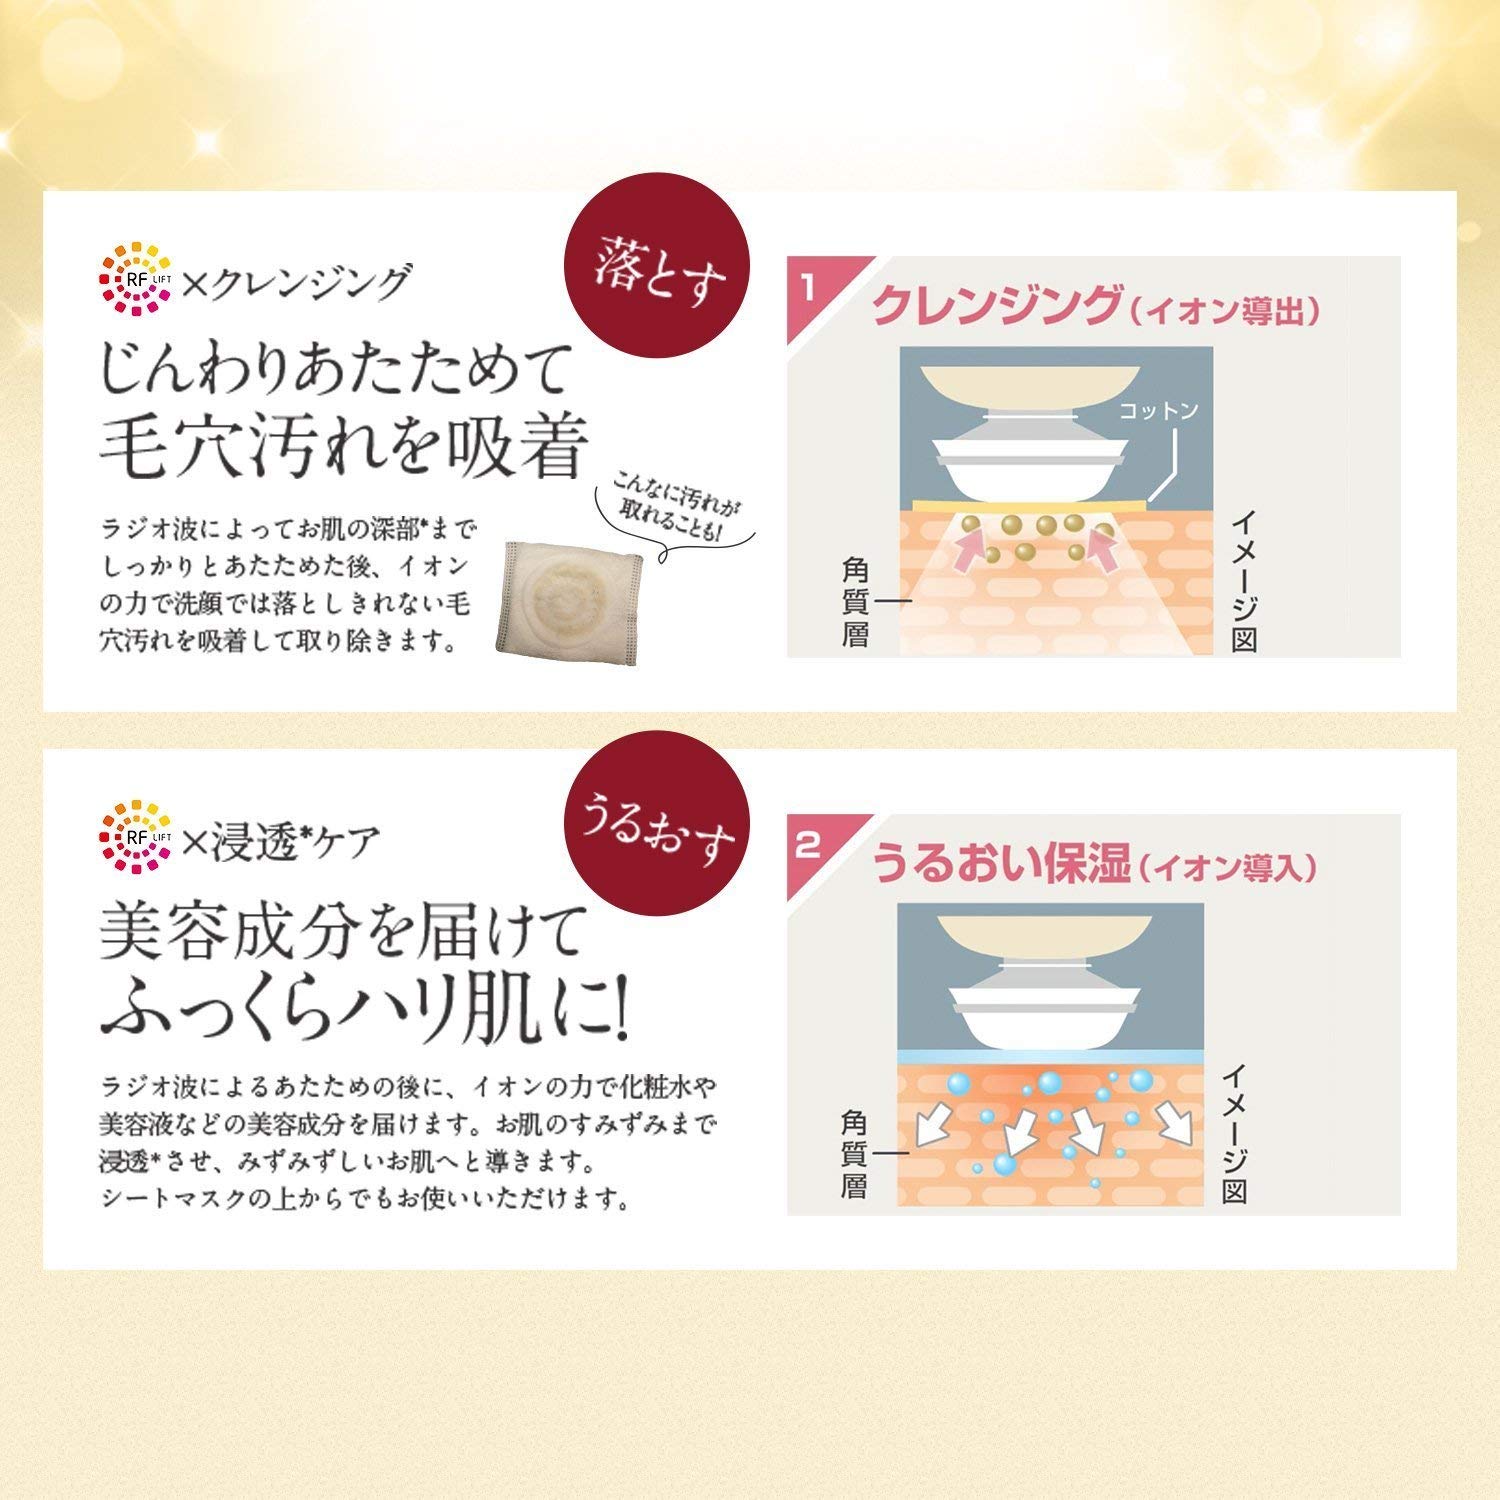 RF LIFT ×クレンジング
落とす
じんわりあたためて
毛穴汚れを吸着
こんなに汚れが
取れることも!
ラジオ波によってお肌の深部*まで
しっかりとあたためた後、イオン
の力で洗顔では落としきれない毛
穴汚れを吸着して取り除きます。
1
クレンジング(イオン導出)
コットン
角質層
イメージ図
RF LIFT ×浸透*ケア
うるおす
美容成分を届けて
ふっくらハリ肌に!
ラジオ波によるあたための後に、イオンの力で化粧水や
美容液などの美容成分を届けます。お肌のすみずみまで
浸透*させ、みずみずしいお肌へと導きます。
シートマスクの上からでもお使いいただけます。
2
うるおい保湿(イオン導入)
角質層
イメージ図